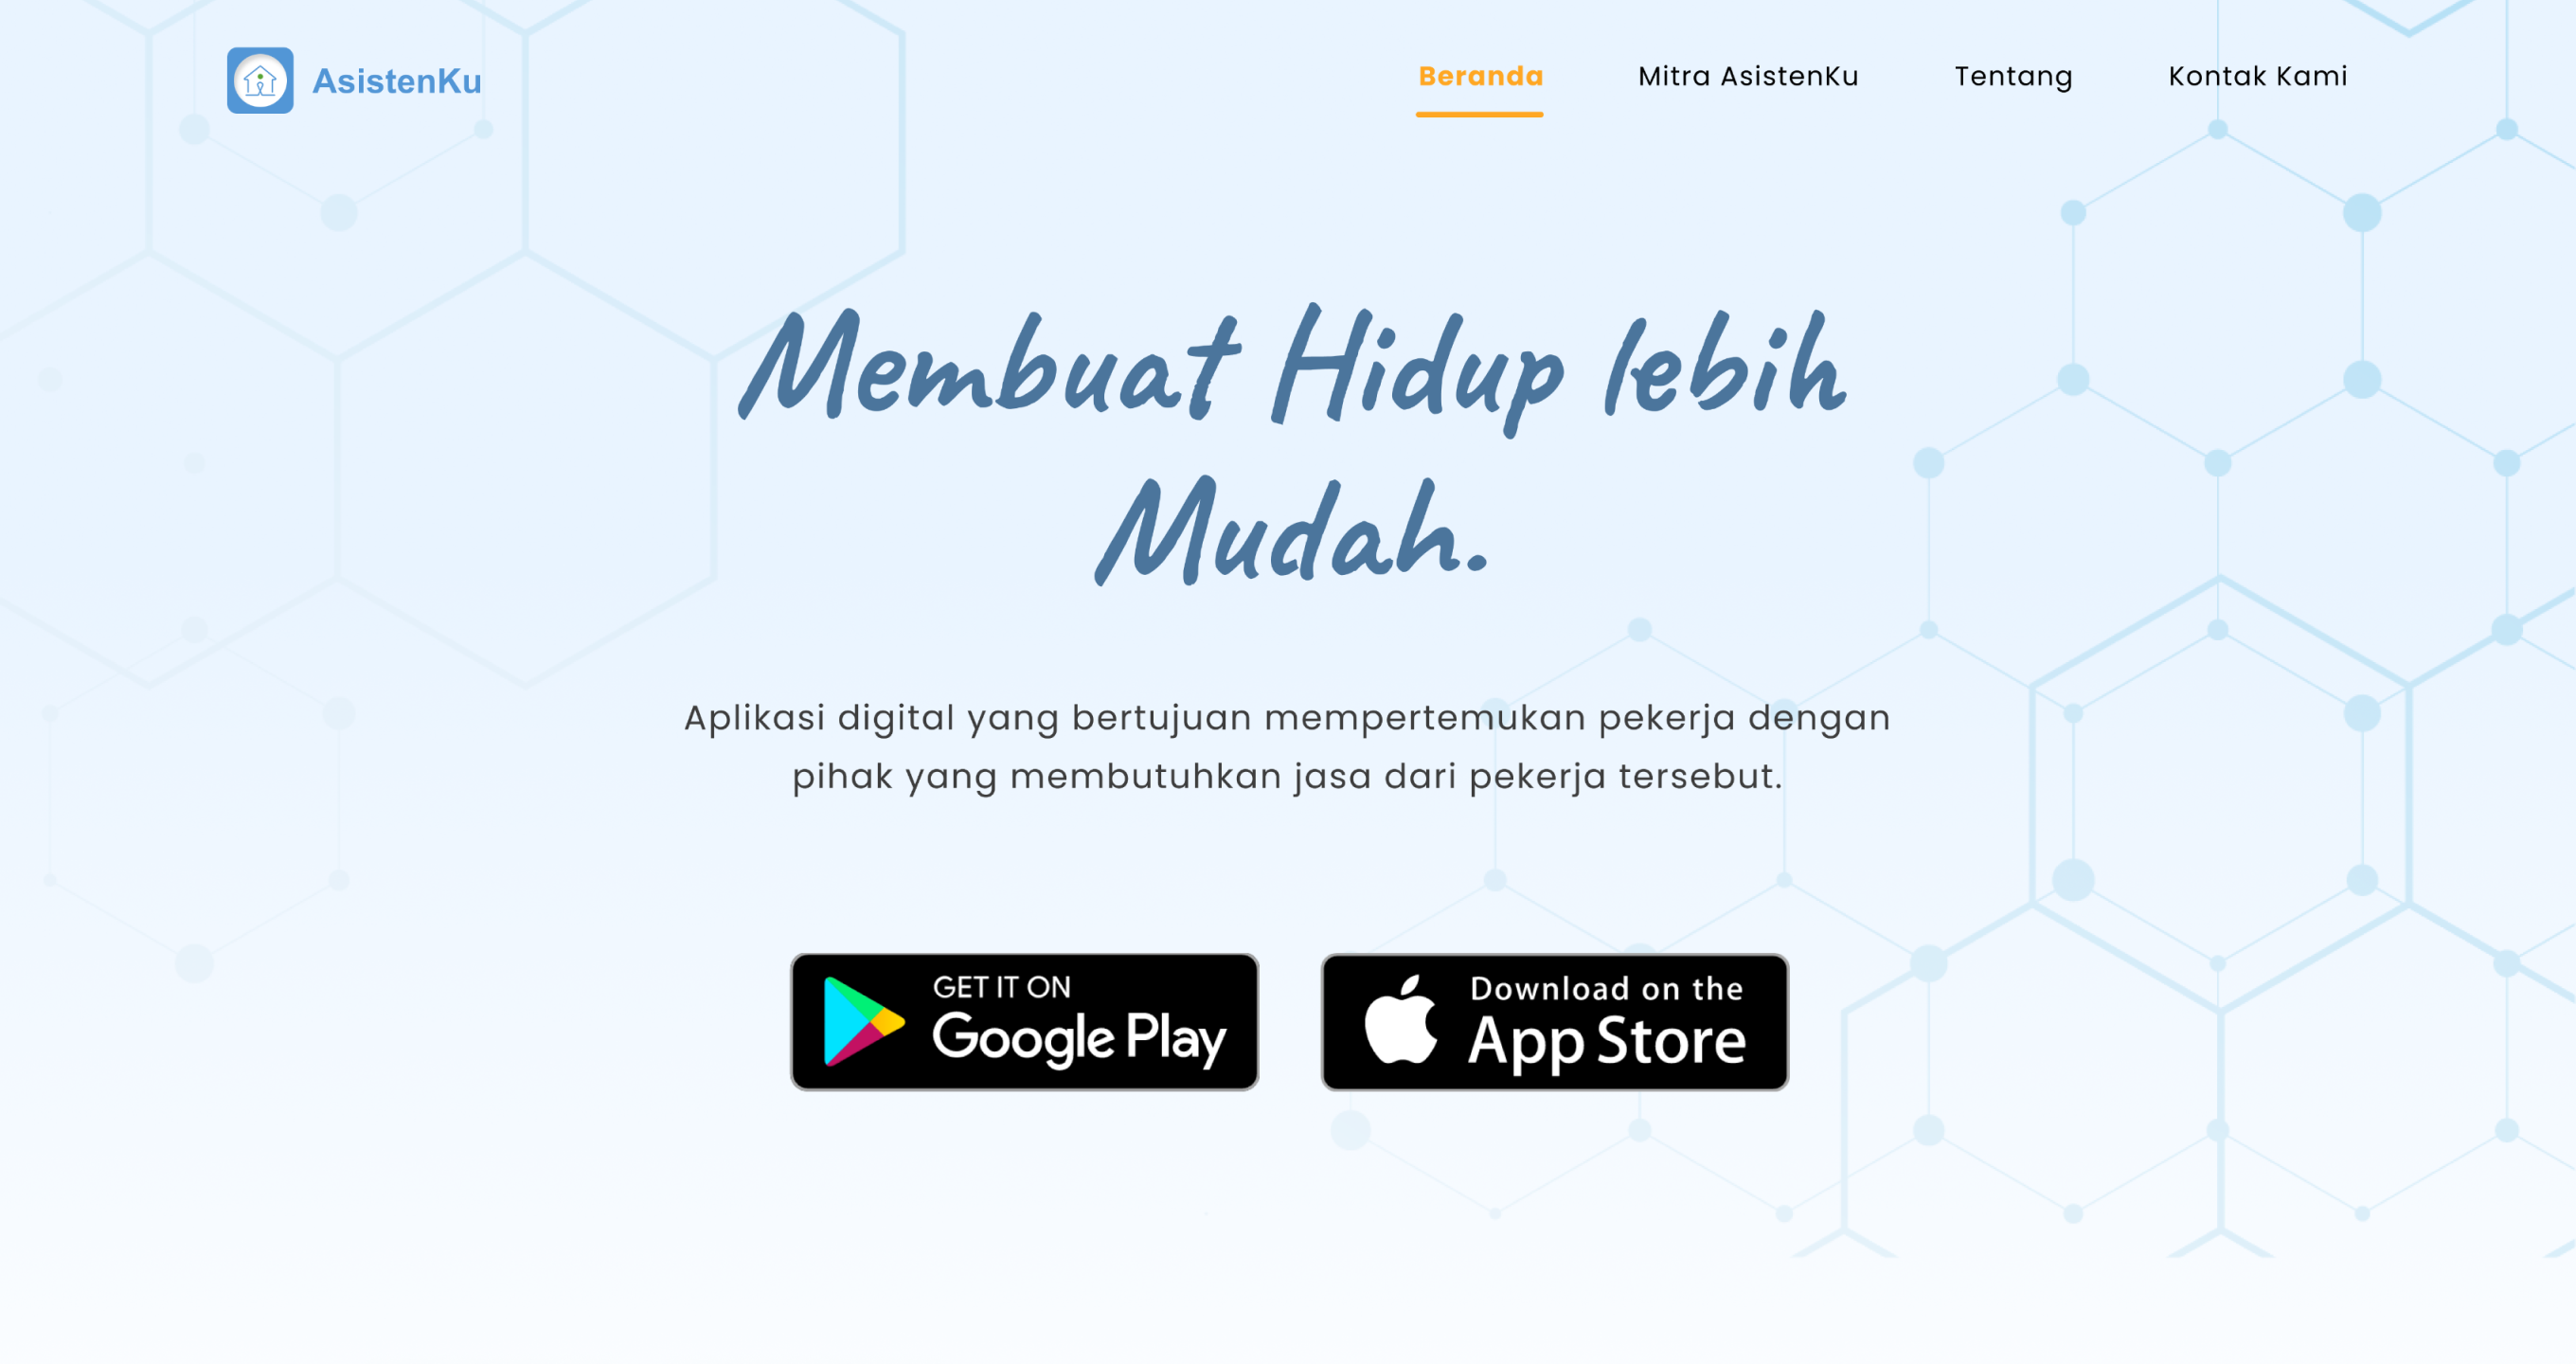 AsistenKu
Beranda
Mitra AsistenKu
Tentang
Kontak Kami
Membuat Hidup lebih
Mudah.
Aplikasi digital yang bertujuan mempertemukan pekerja dengan
pihak yang membutuhkan jasa dari pekerja tersebut.
GET IT ON
Google Play
Download on the
App Store